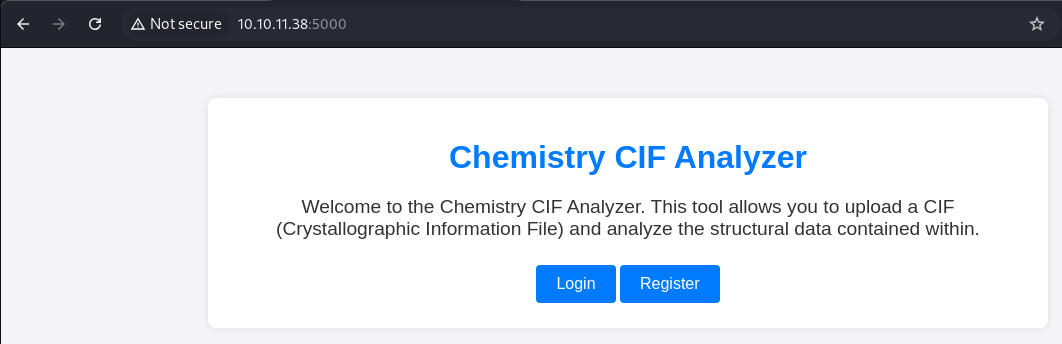 Not secure 10.10.11.38:5000
Chemistry CIF Analyzer
Welcome to the Chemistry CIF Analyzer. This tool allows you to upload a CIF
(Crystallographic Information File) and analyze the structural data contained within.
Login Register